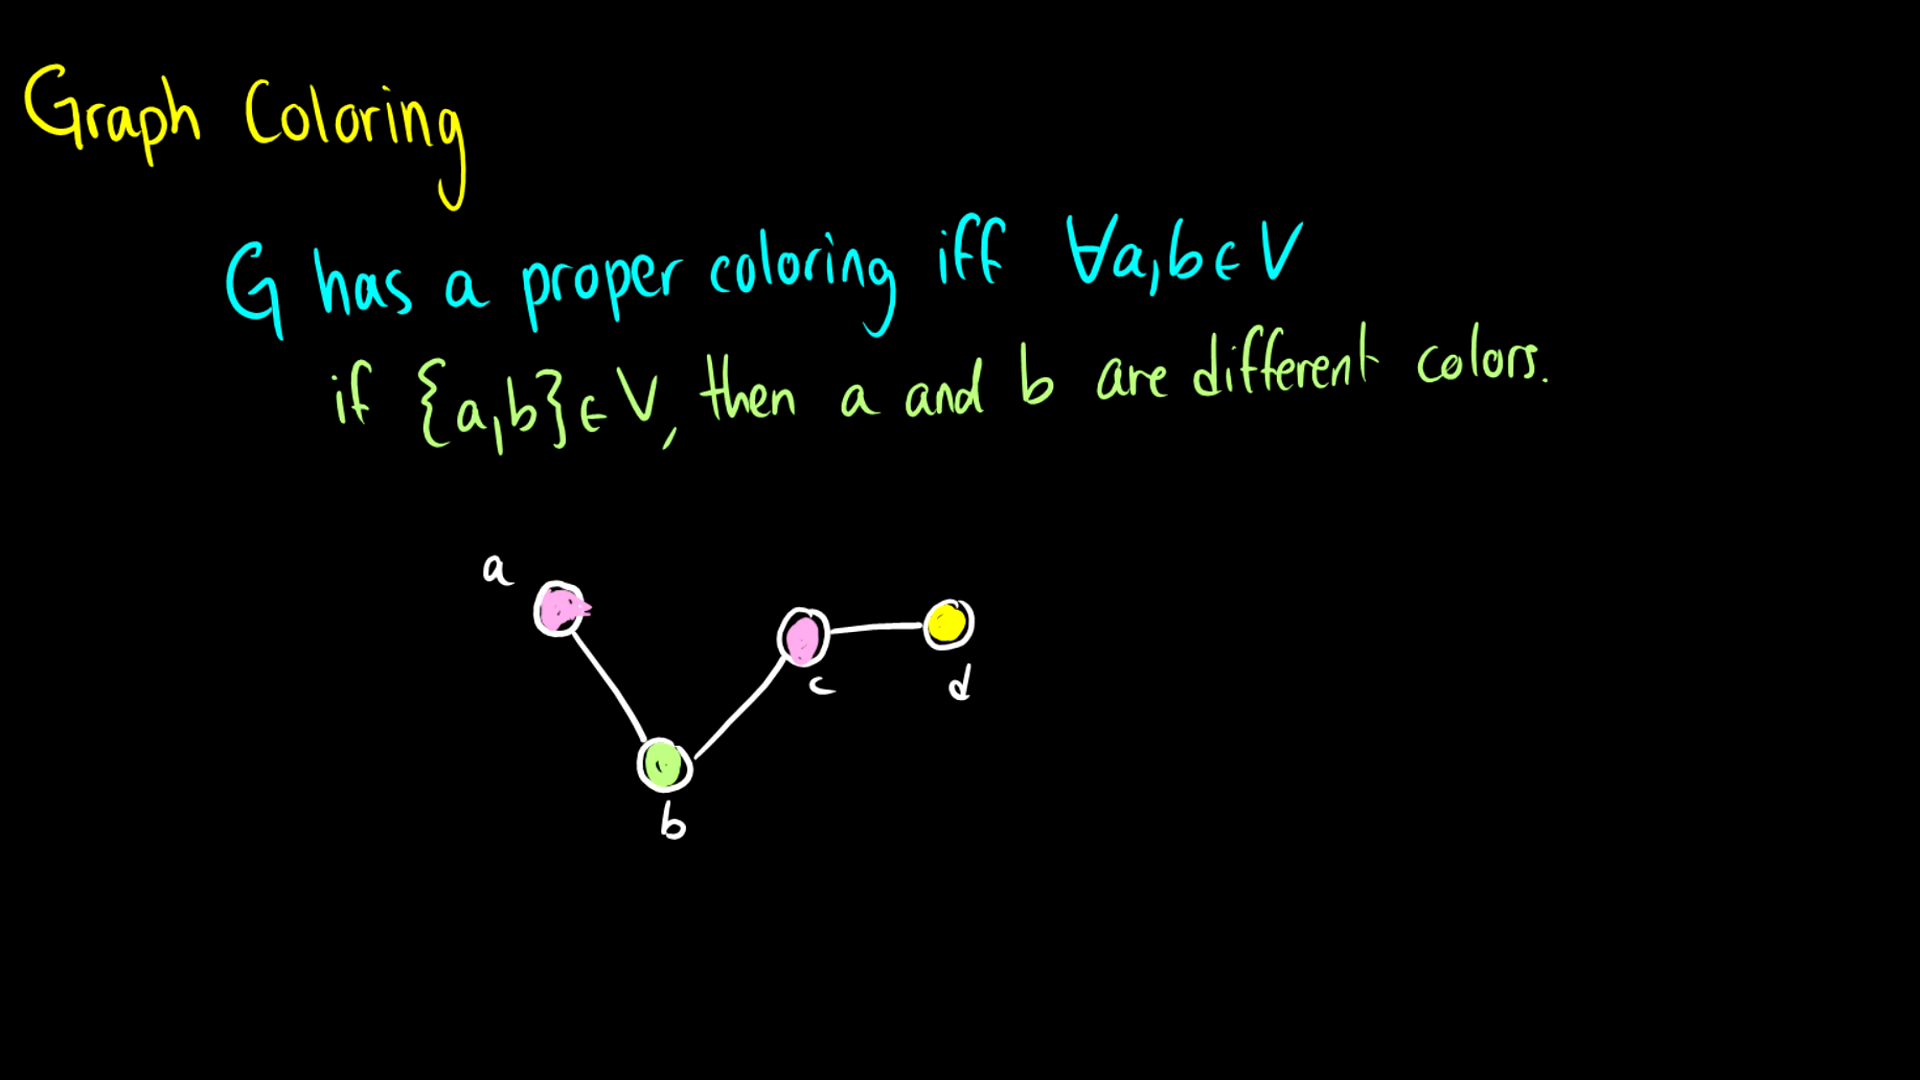 Graph Coloring
G has a proper coloring iff ∀a,b∈V
if {a,b}∈V, then a and b are different colors.
a
c
d
b